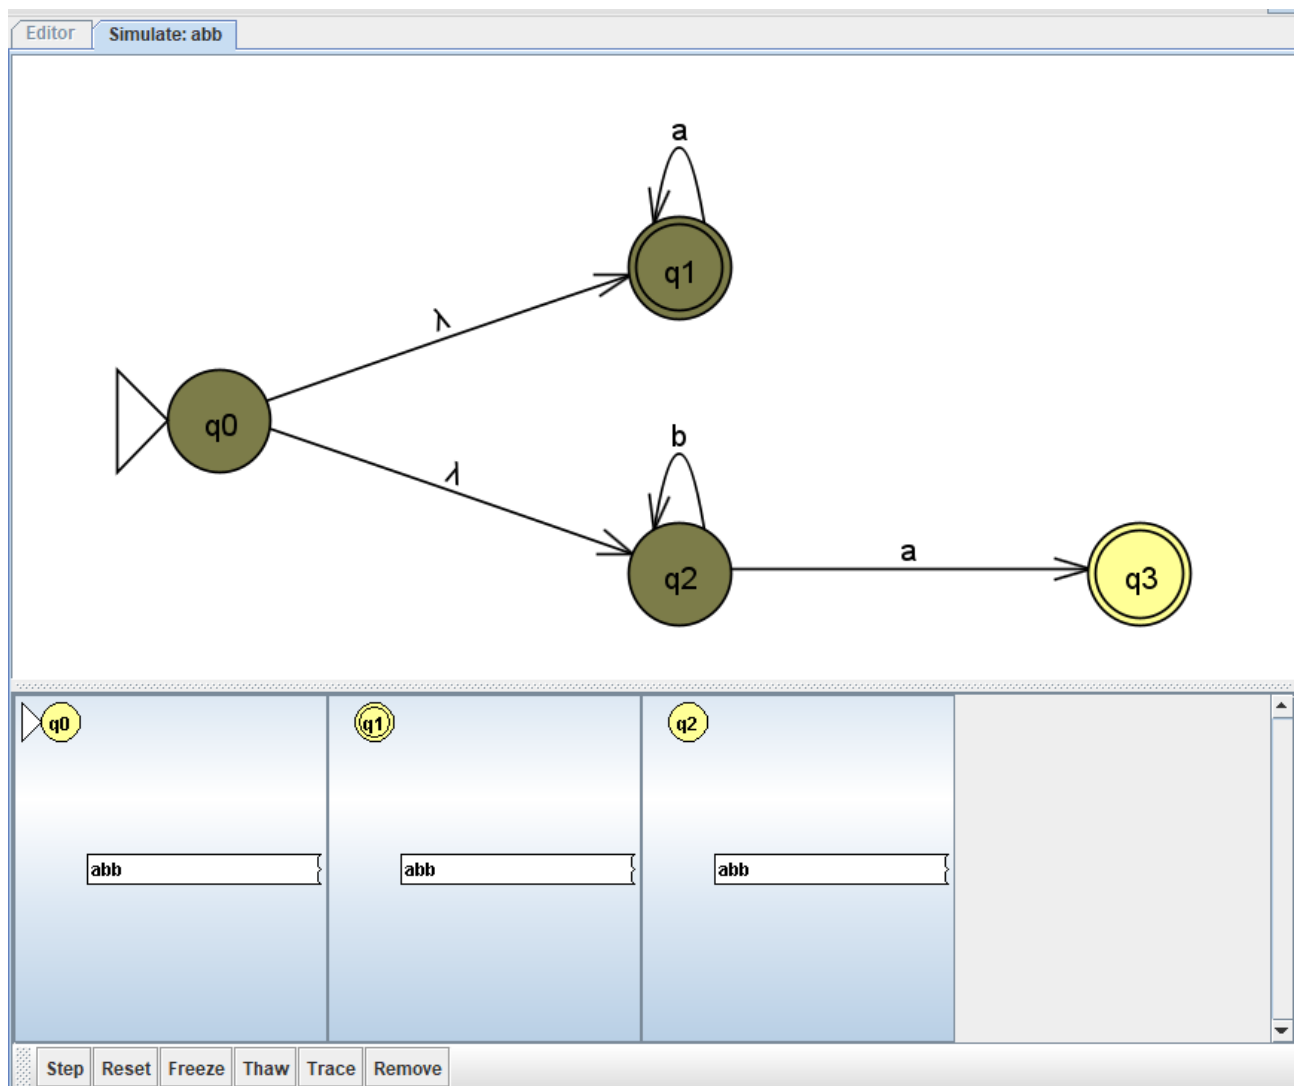 Editor Simulate: abb
a
q1
λ
q0
b
λ
q2
a
q3
q0 q1 q2
abb abb abb
Step Reset Freeze Thaw Trace Remove